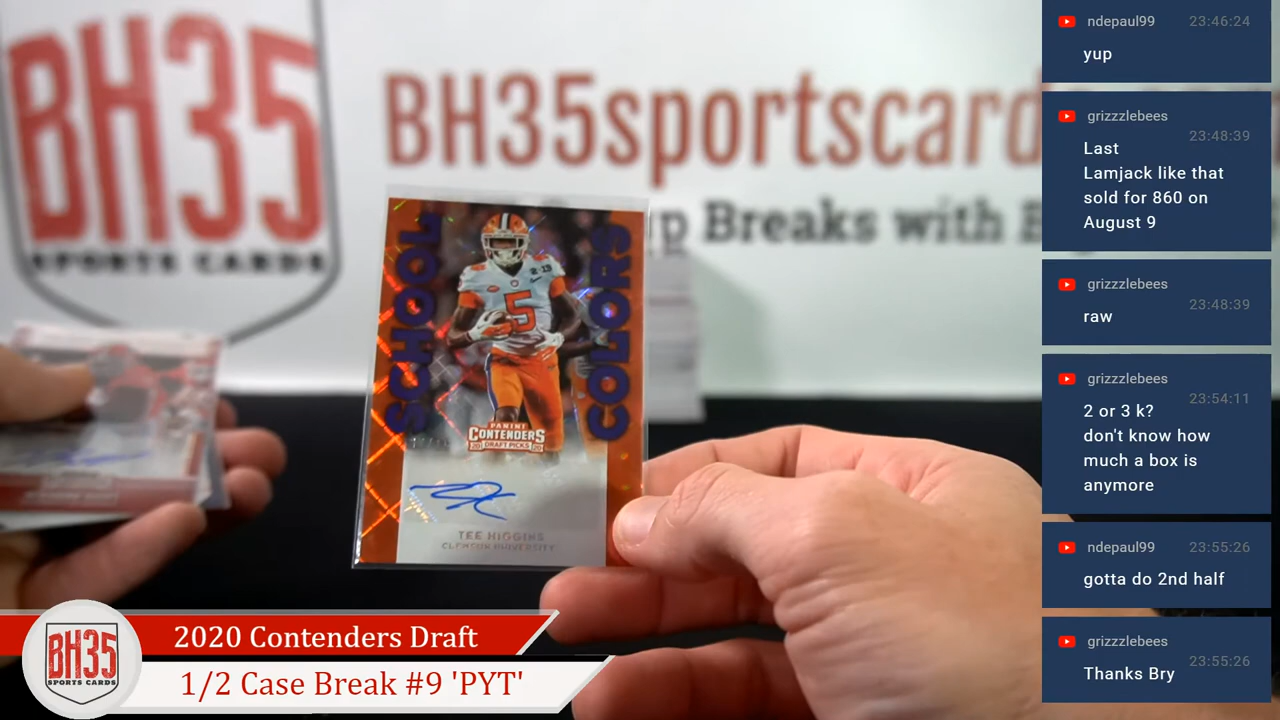 BH35
SPORTS CARDS
BH35sportscard
Breaks with
SCHOOL
COLORS
5
PANINI
CONTENDERS
20 DRAFT PICKS 20
TEE HIGGINS
CLEMSON UNIVERSITY
BH35
SPORTS CARDS
2020 Contenders Draft
1/2 Case Break #9 'PYT'
ndepaul99 23:46:24
yup
grizzzlebees
23:48:39
Last
Lamjack like that
sold for 860 on
August 9
grizzzlebees
23:48:39
raw
grizzzlebees
23:54:11
2 or 3 k?
don't know how
much a box is
anymore
ndepaul99 23:55:26
gotta do 2nd half
grizzzlebees
23:55:26
Thanks Bry